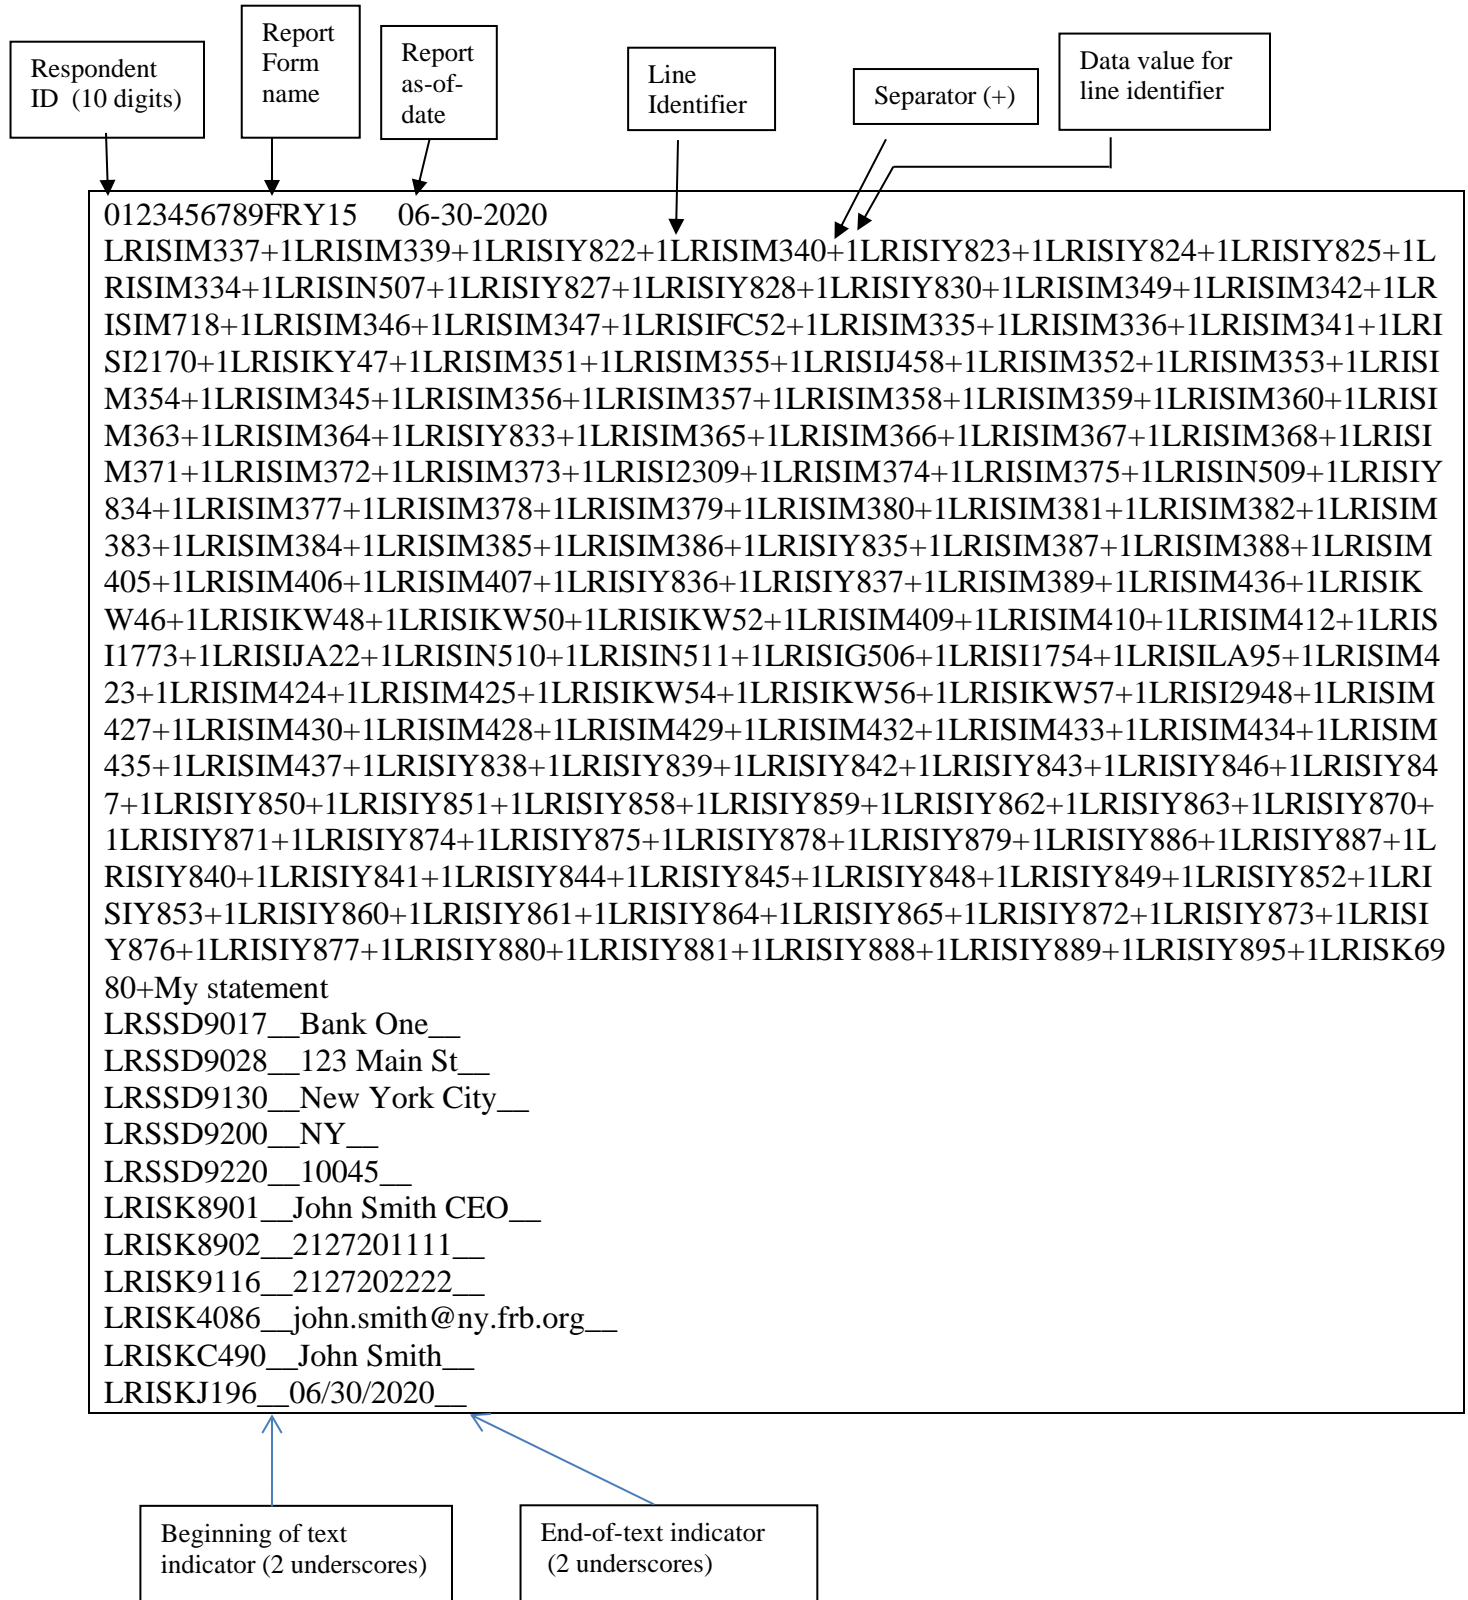 Respondent
ID (10 digits)
Report
Form
name
Report
as-of-
date
Line
Identifier
Separator (+)
Data value for
line identifier
0123456789FRY15 06-30-2020
LRISIM337+1LRISIM339+1LRISIY822+1LRISIM340+1LRISIY823+1LRISIY824+1LRISIY825+1L
RISIM334+1LRISIN507+1LRISIY827+1LRISIY828+1LRISIY830+1LRISIM349+1LRISIM342+1LR
ISIM718+1LRISIM346+1LRISIM347+1LRISIFC52+1LRISIM335+1LRISIM336+1LRISIM341+1LRI
SI2170+1LRISIKY47+1LRISIM351+1LRISIM355+1LRISIJ458+1LRISIM352+1LRISIM353+1LRISI
M354+1LRISIM345+1LRISIM356+1LRISIM357+1LRISIM358+1LRISIM359+1LRISIM360+1LRISI
M363+1LRISIM364+1LRISIY833+1LRISIM365+1LRISIM366+1LRISIM367+1LRISIM368+1LRISI
M371+1LRISIM372+1LRISIM373+1LRISI2309+1LRISIM374+1LRISIM375+1LRISIN509+1LRISIY
834+1LRISIM377+1LRISIM378+1LRISIM379+1LRISIM380+1LRISIM381+1LRISIM382+1LRISIM
383+1LRISIM384+1LRISIM385+1LRISIM386+1LRISIY835+1LRISIM387+1LRISIM388+1LRISIM
405+1LRISIM406+1LRISIM407+1LRISIY836+1LRISIY837+1LRISIM389+1LRISIM436+1LRISIK
W46+1LRISIKW48+1LRISIKW50+1LRISIKW52+1LRISIM409+1LRISIM410+1LRISIM412+1LRIS
I1773+1LRISIJA22+1LRISIN510+1LRISIN511+1LRISIG506+1LRISI1754+1LRISILA95+1LRISIM4
23+1LRISIM424+1LRISIM425+1LRISIKW54+1LRISIKW56+1LRISIKW57+1LRISI2948+1LRISIM
427+1LRISIM430+1LRISIM428+1LRISIM429+1LRISIM432+1LRISIM433+1LRISIM434+1LRISIM
435+1LRISIM437+1LRISIY838+1LRISIY839+1LRISIY842+1LRISIY843+1LRISIY846+1LRISIY84
7+1LRISIY850+1LRISIY851+1LRISIY858+1LRISIY859+1LRISIY862+1LRISIY863+1LRISIY870+
1LRISIY871+1LRISIY874+1LRISIY875+1LRISIY878+1LRISIY879+1LRISIY886+1LRISIY887+1L
RISIY840+1LRISIY841+1LRISIY844+1LRISIY845+1LRISIY848+1LRISIY849+1LRISIY852+1LRI
SIY853+1LRISIY860+1LRISIY861+1LRISIY864+1LRISIY865+1LRISIY872+1LRISIY873+1LRISI
Y876+1LRISIY877+1LRISIY880+1LRISIY881+1LRISIY888+1LRISIY889+1LRISIY895+1LRISK69
80+My statement
LRSSD9017__Bank One__
LRSSD9028__123 Main St__
LRSSD9130__New York City__
LRSSD9200__NY__
LRSSD9220__10045__
LRISK8901__John Smith CEO__
LRISK8902__2127201111__
LRISK9116__2127202222__
LRISK4086__john.smith@ny.frb.org__
LRISKC490__John Smith__
LRISKJ196__06/30/2020__
Beginning of text
indicator (2 underscores)
End-of-text indicator
(2 underscores)